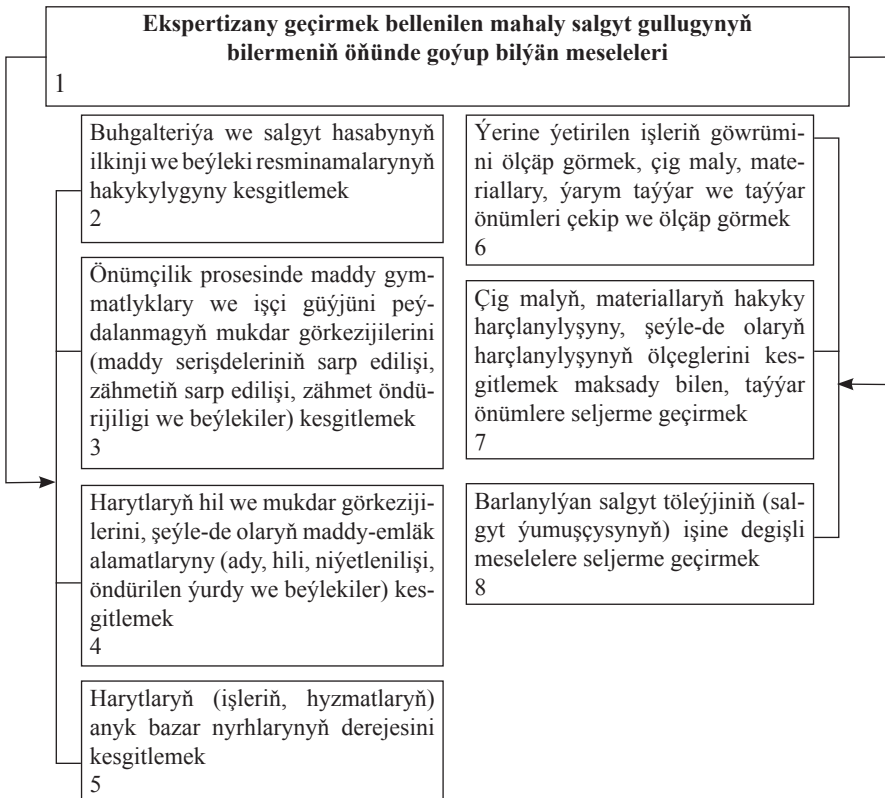 Ekspertizany geçirmek bellenilen mahaly salgyt gullugynyň
bilermeniň öňünde goýup bilýän meseleleri
1
Buhgalteriýa we salgyt hasabynyň
ilkinji we beýleki resminamalarynyň
hakykylygyny kesgitlemek
2
Önümçilik prosesinde maddy gym-
matlyklary we işçi güýjüni peý-
dalanmagyň mukdar görkezijilerini
(maddy serişdeleriniň sarp edilişi,
zähmetiň sarp edilişi, zähmet öndü-
rijiligi we beýlekiler) kesgitlemek
3
Harytlaryň hil we mukdar görkeziji-
lerini, şeýle-de olaryň maddy-emläk
alamatlaryny (ady, hili, niýetlenilişi,
öndürilen ýurdy we beýlekiler) kes-
gitlemek
4
Harytlaryň (işleriň, hyzmatlaryň)
anyk bazar nyrhlarynyň derejesini
kesgitlemek
5
Ýerine ýetirilen işleriň göwrümi-
ni ölçäp görmek, çig maly, mate-
riallary, ýarym taýýar we taýýar
önümleri çekip we ölçäp görmek
6
Çig malyň, materiallaryň hakyky
harçlanylyşyny, şeýle-de olaryň
harçlanylyşynyň ölçeglerini kes-
gitlemek maksady bilen, taýýar
önümlere seljerme geçirmek
7
Barlanylýan salgyt töleýjiniň (sal-
gyt ýumuşçysynyň) işine degişli
meselelere seljerme geçirmek
8